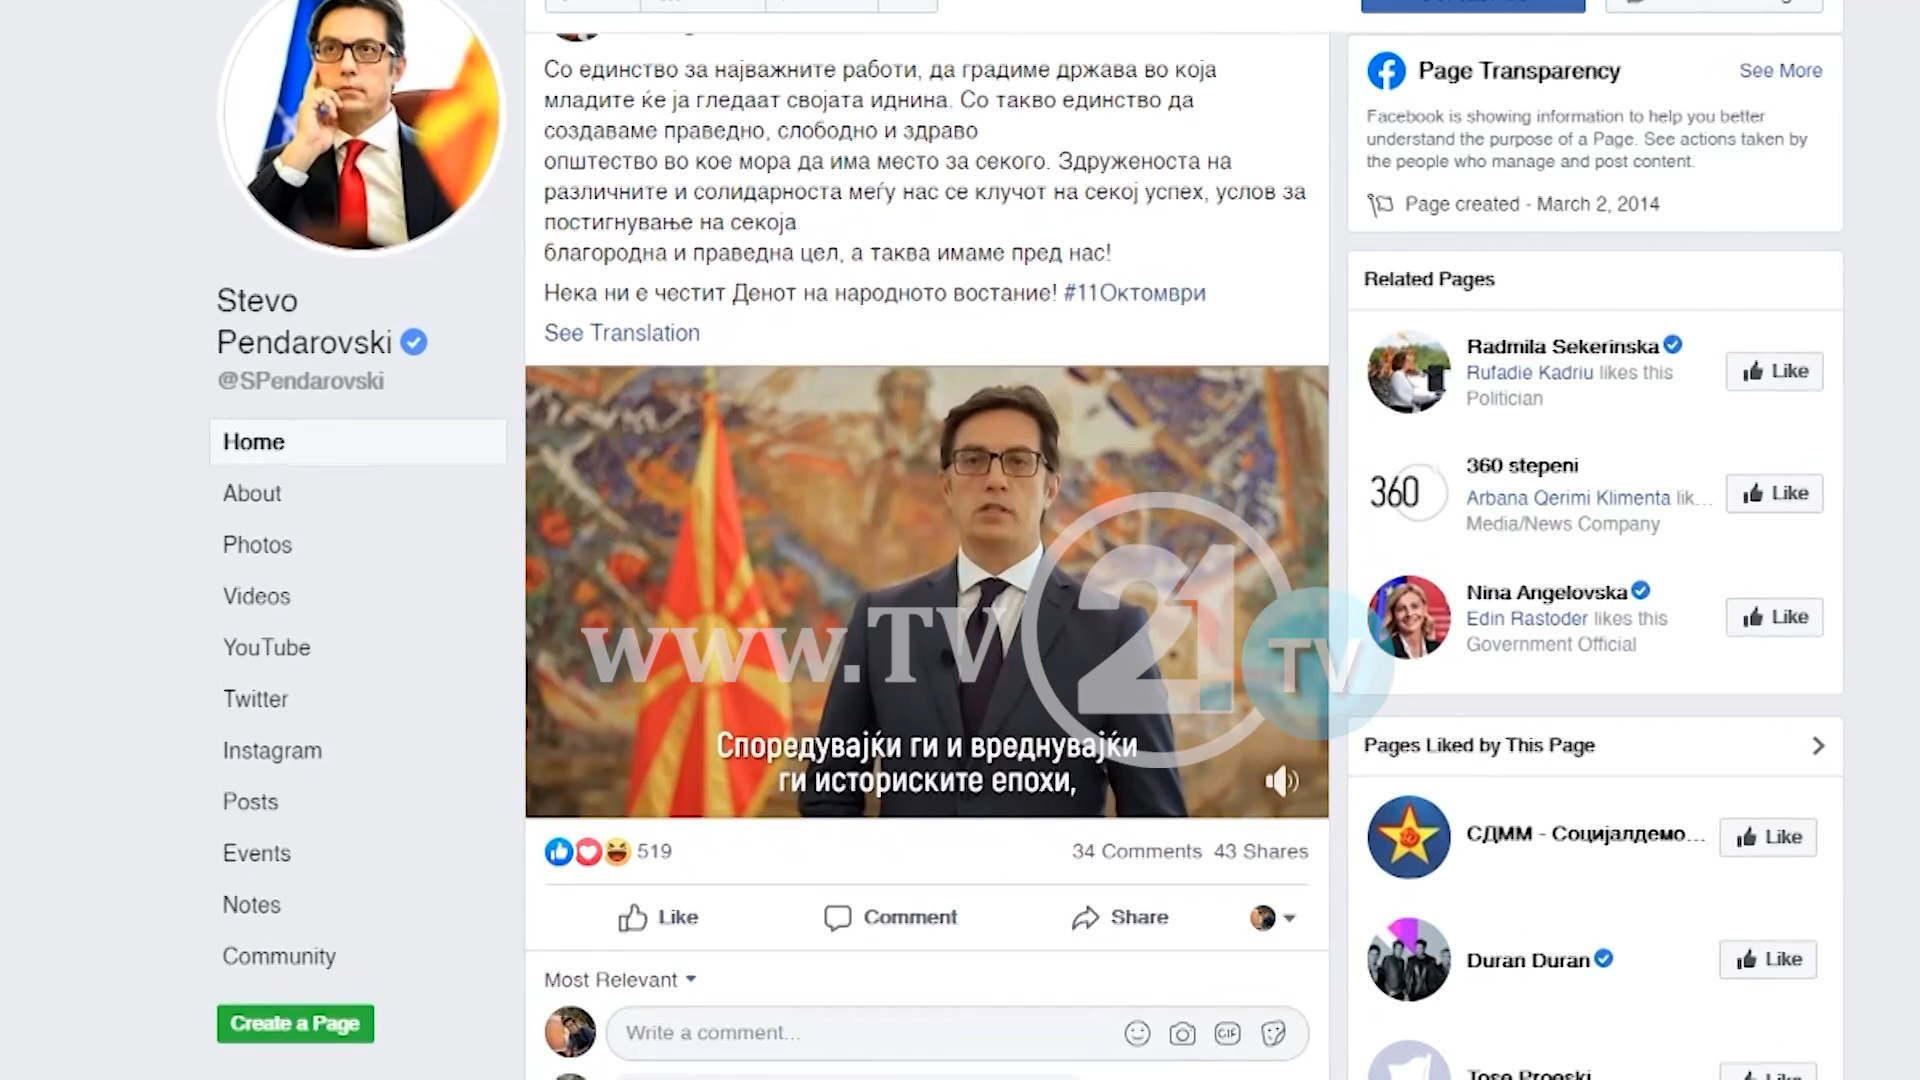 Stevo
Pendarovski
@SPendarovski
Home
About
Photos
Videos
YouTube
Twitter
Instagram
Posts
Events
Notes
Community
Create a Page
Со единство за најважните работи, да градиме држава во која
младите ќе ја гледаат својата иднина. Со такво единство да
создаваме праведно, слободно и здраво
општество во кое мора да има место за секого. Здруженоста на
различните и солидарноста меѓу нас се клучот на секој успех, услов за
постигнување на секоја
благородна и праведна цел, а таква имаме пред нас!
Нека ни е честит Денот на народното востание! #11Октомври
See Translation
www.TV 21 TV
Споредувајќи ги и вреднувајќи
ги историските епохи,
519
34 Comments 43 Shares
Like Comment Share
Most Relevant
Write a comment...
GIF
Page Transparency See More
Facebook is showing information to help you better
understand the purpose of a Page. See actions taken by
the people who manage and post content.
Page created - March 2, 2014
Related Pages
Radmila Sekerinska
Rufadie Kadriu likes this
Politician
Like
360
360 stepeni
Arbana Qerimi Klimenta lik...
Media/News Company
Like
Nina Angelovska
Edin Rastoder likes this
Government Official
Like
Pages Liked by This Page
СДММ - Социјалдемо...
Like
Duran Duran
Like
Tose Proeski
Like